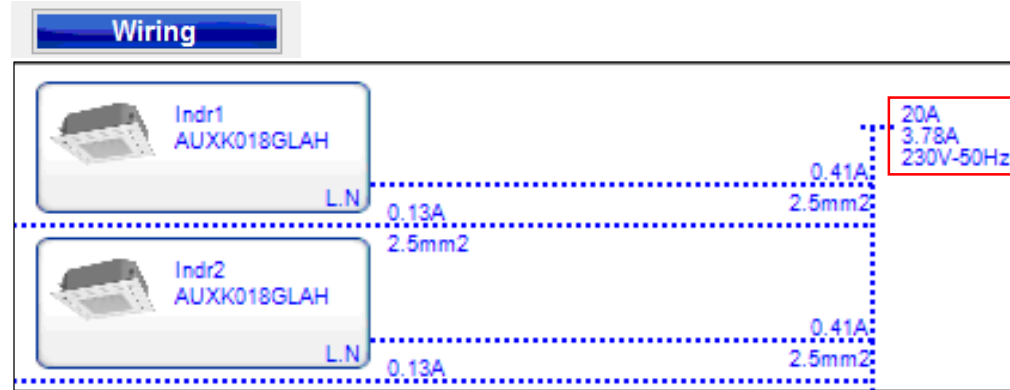 Wiring
Indr1
AUXK018GLAH
L.N
0.13A
2.5mm2
0.41A
2.5mm2
20A
3.78A
230V-50Hz
Indr2
AUXK018GLAH
L.N
0.13A
0.41A
2.5mm2